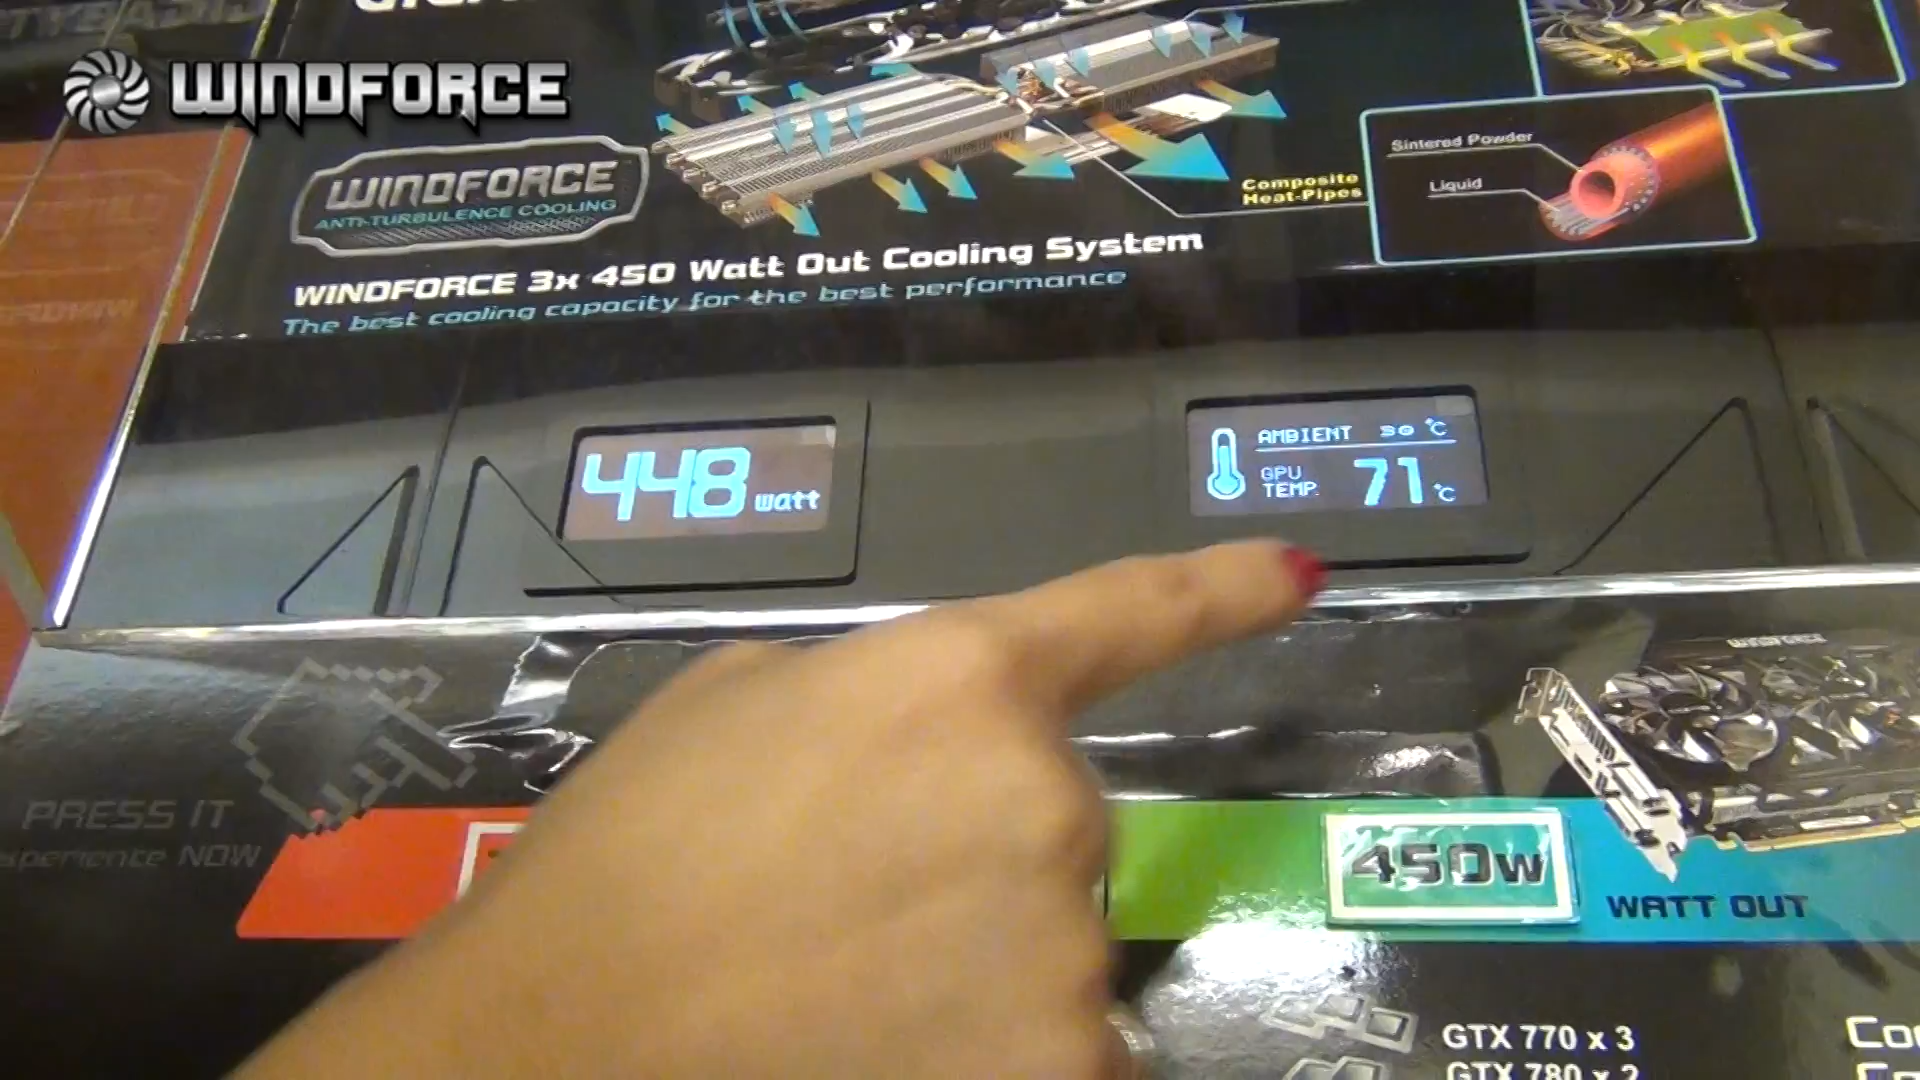 WINDFORCE
WINDFORCE
ANTI-TURBULENCE COOLING
Composite
Heat-Pipes
Sintered Powder
Liquid
WINDFORCE 3x 450 Watt Out Cooling System
The best cooling capacity for the best performance
448 watt
AMBIENT 30 °C
GPU
TEMP. 71 °C
WINDFORCE
PRESS IT
experience NOW
450W
WATT OUT
GTX 770 x 3
GTX 780 x 2